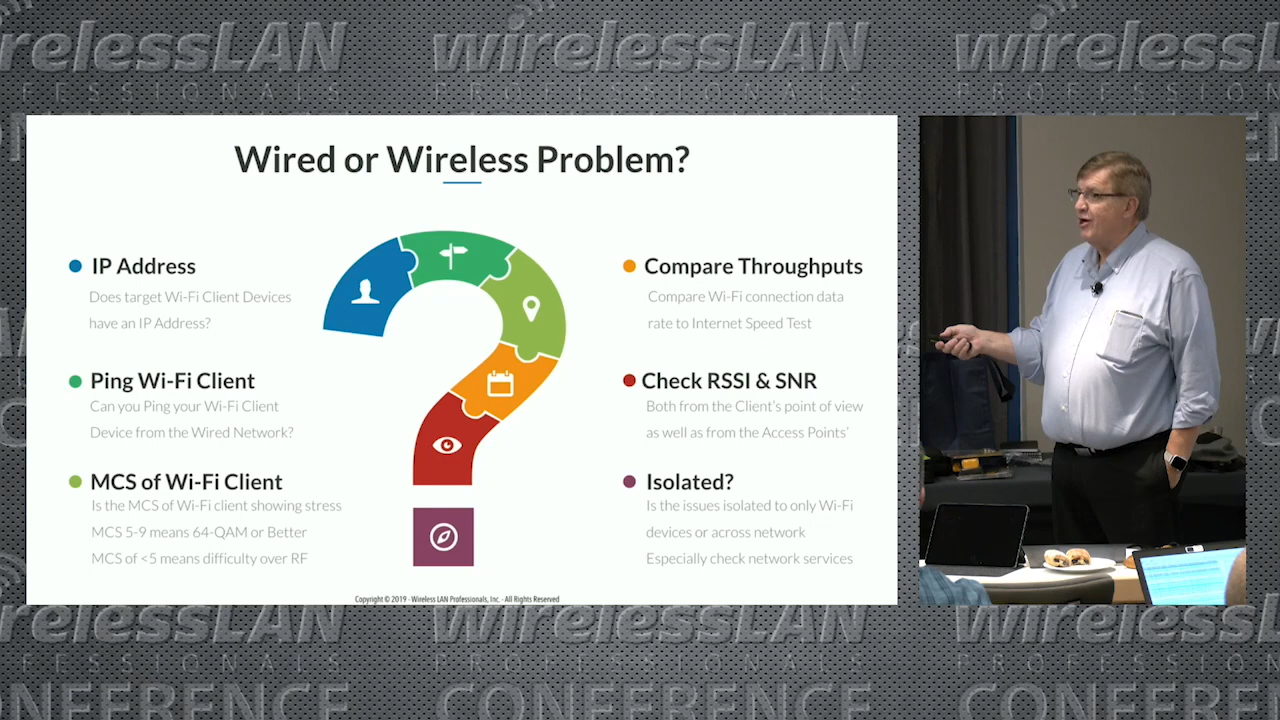 wirelessLAN
PROFESSIONALS
CONFERENCE
Wired or Wireless Problem?
IP Address
Does target Wi-Fi Client Devices
have an IP Address?
Ping Wi-Fi Client
Can you Ping your Wi-Fi Client
Device from the Wired Network?
MCS of Wi-Fi Client
Is the MCS of Wi-Fi client showing stress
MCS 5-9 means 64-QAM or Better
MCS of <5 means difficulty over RF
Compare Throughputs
Compare Wi-Fi connection data
rate to Internet Speed Test
Check RSSI & SNR
Both from the Client's point of view
as well as from the Access Points'
Isolated?
Is the issues isolated to only Wi-Fi
devices or across network
Especially check network services
Copyright © 2019 - Wireless LAN Professionals, Inc. - All Rights Reserved
wirelessLAN
PROFESSIONALS
CONFERENCE